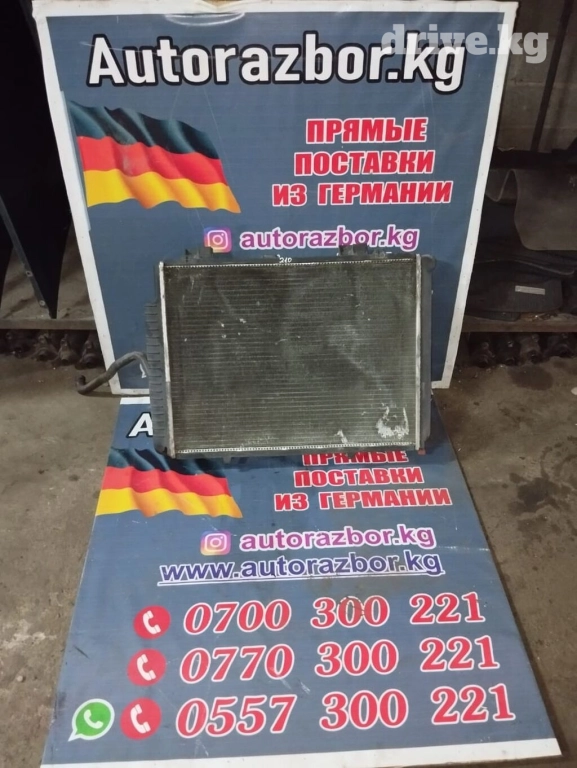 drive.kg
Autorazbor.kg
ПРЯМЫЕ
ПОСТАВКИ
ИЗ ГЕРМАНИИ
autorazbor.kg
210
ПРЯМЫЕ
ПОСТАВКИ
ИЗ ГЕРМАНИИ
autorazbor.kg
www.autorazbor.kg
0700 300 221
0770 300 221
0557 300 221